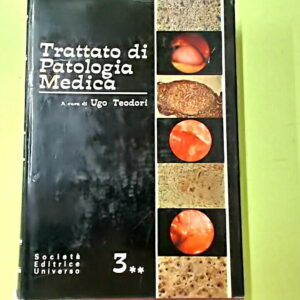 Trattato di
Patologia
Medica
A cura di Ugo Teodori
Società
Editrice
Universo
3**